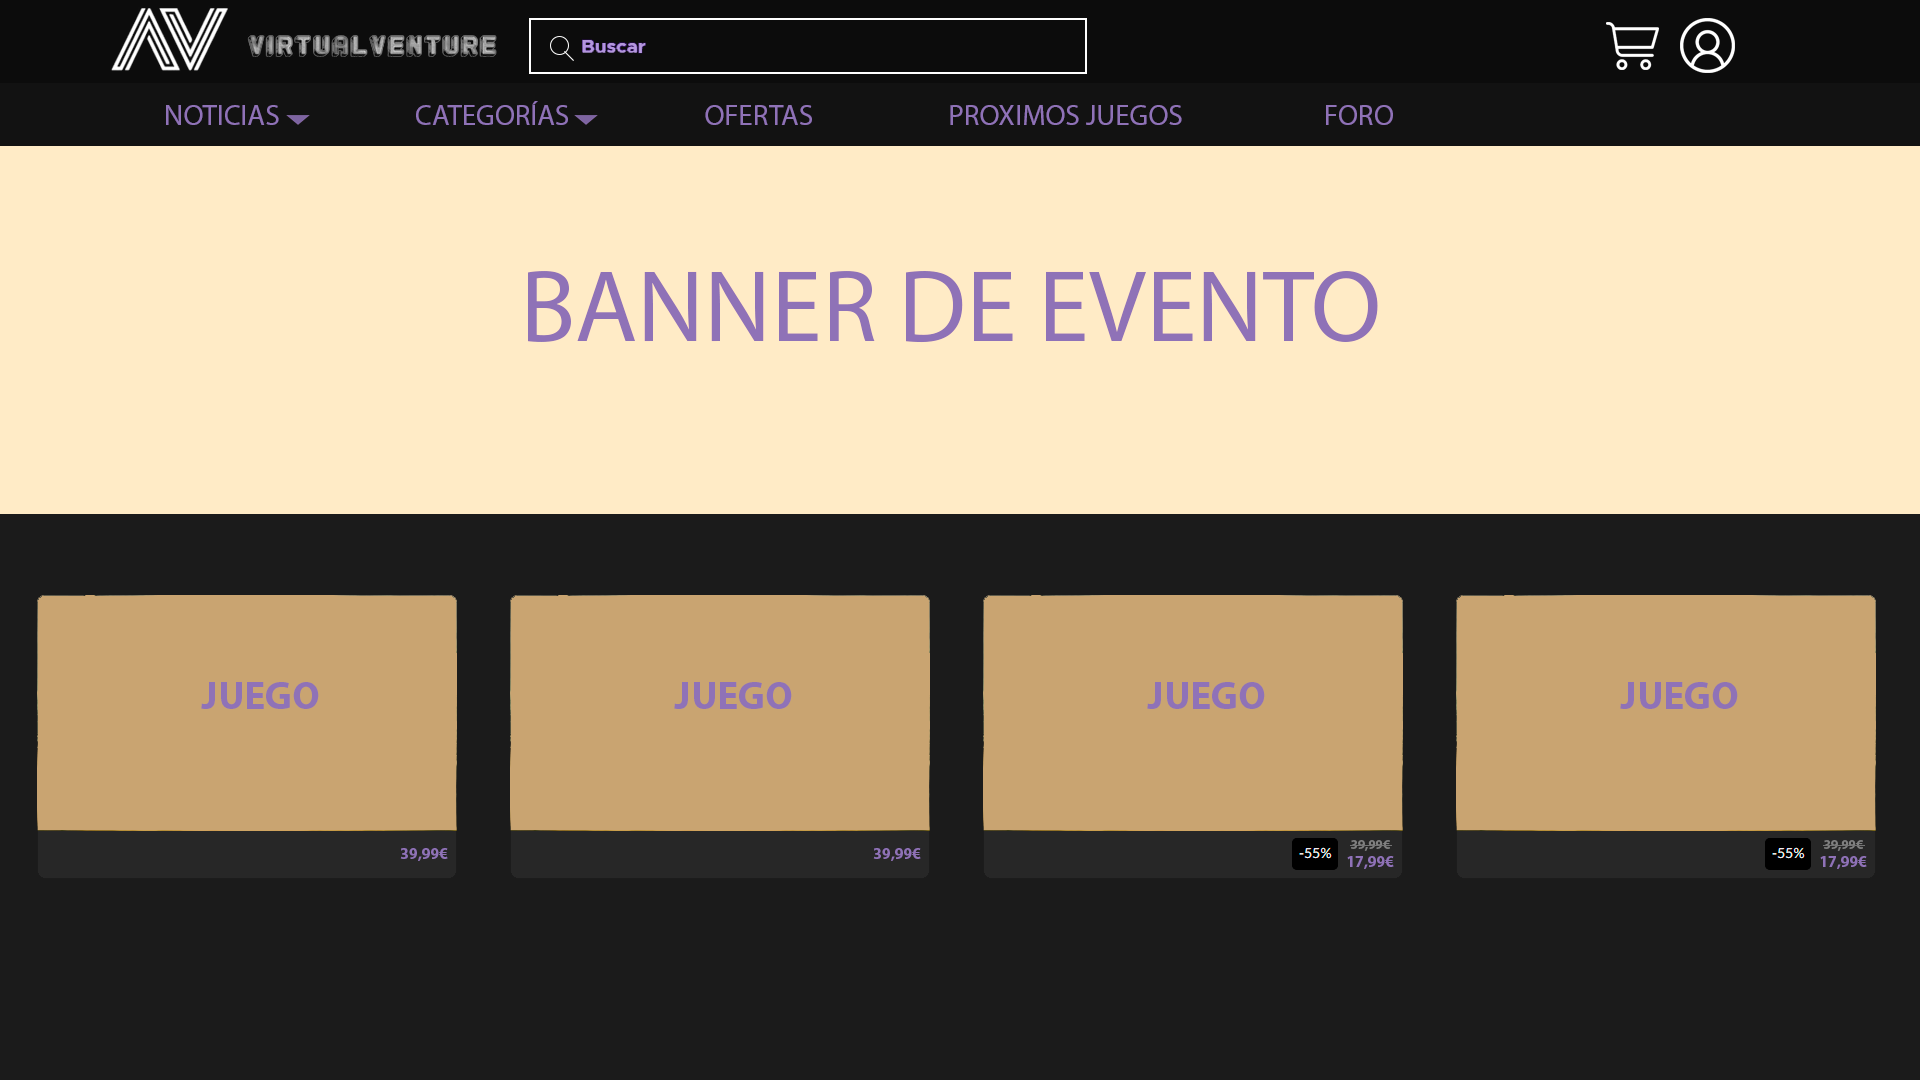 VIRTUALVENTURE
Buscar
NOTICIAS CATEGORÍAS OFERTAS PROXIMOS JUEGOS FORO
BANNER DE EVENTO
JUEGO JUEGO JUEGO JUEGO
39,99€ 39,99€ -55% 39,99€ 17,99€ -55% 39,99€ 17,99€